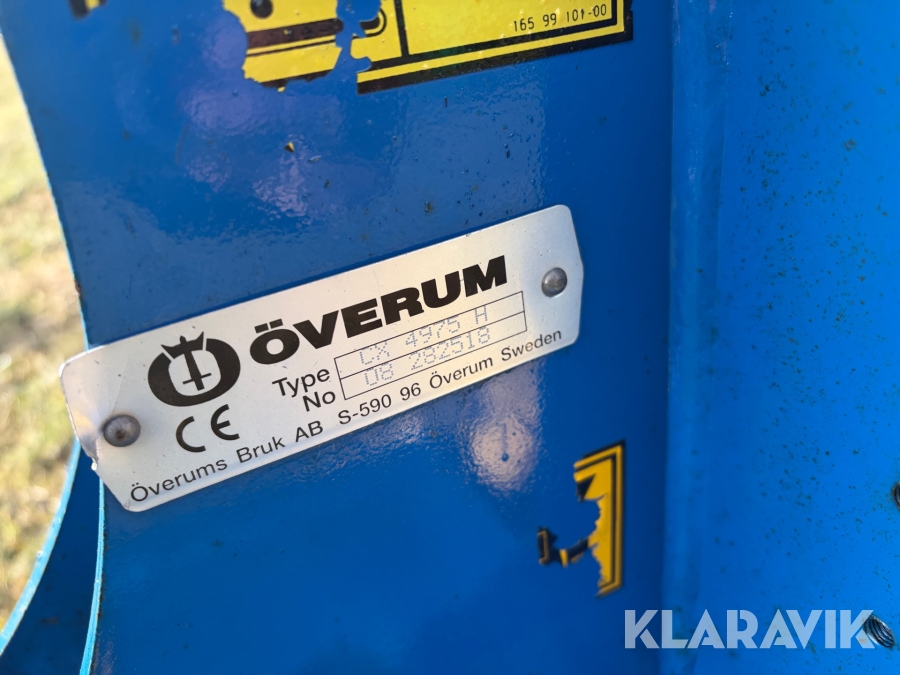 165 99 101-00
ÖVERUM
Type CX 4975 H
No 08 282518
CE
Överums Bruk AB S-590 96 Överum Sweden
KLARAVIK